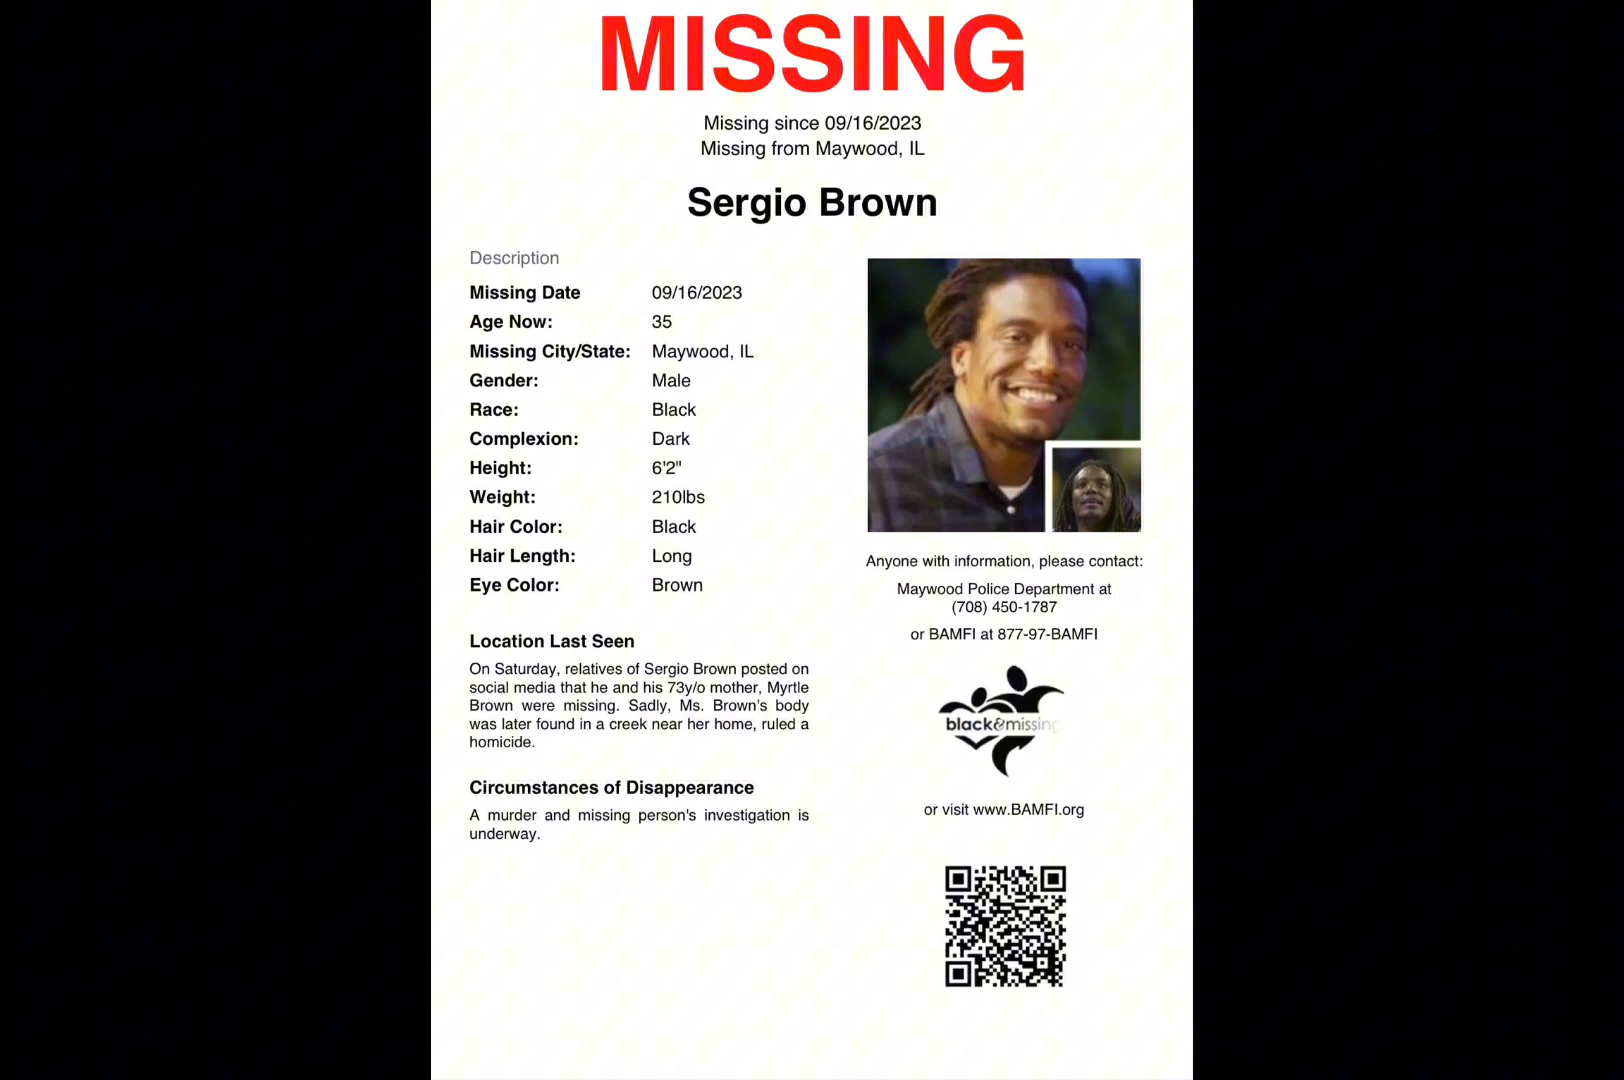 MISSING
Missing since 09/16/2023
Missing from Maywood, IL
Sergio Brown
Description
Missing Date 09/16/2023
Age Now: 35
Missing City/State: Maywood, IL
Gender: Male
Race: Black
Complexion: Dark
Height: 6'2"
Weight: 210lbs
Hair Color: Black
Hair Length: Long
Eye Color: Brown
Location Last Seen
On Saturday, relatives of Sergio Brown posted on
social media that he and his 73y/o mother, Myrtle
Brown were missing. Sadly, Ms. Brown's body
was later found in a creek near her home, ruled a
homicide.
Circumstances of Disappearance
A murder and missing person's investigation is
underway.
Anyone with information, please contact:
Maywood Police Department at
(708) 450-1787
or BAMFI at 877-97-BAMFI
black&missing
or visit www.BAMFI.org